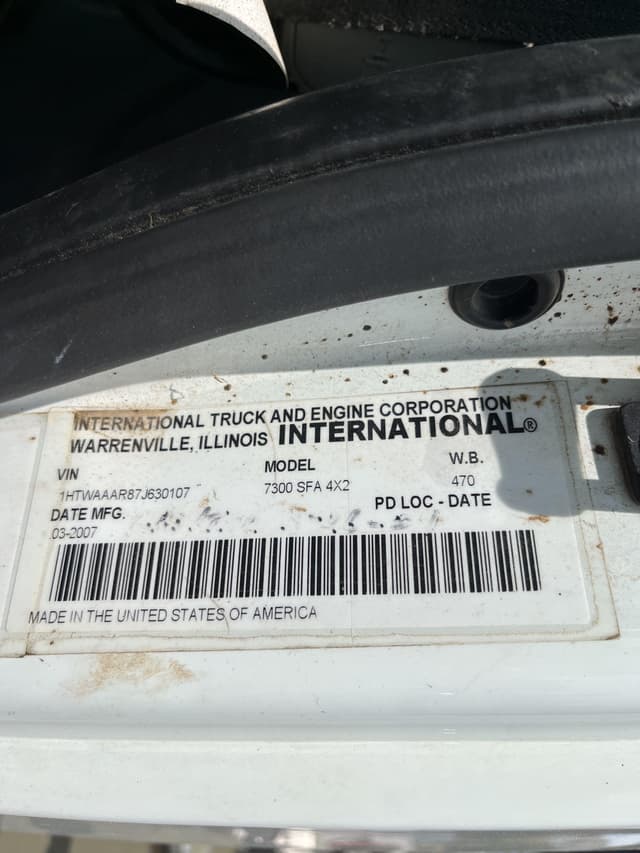 INTERNATIONAL TRUCK AND ENGINE CORPORATION
WARRENVILLE, ILLINOIS INTERNATIONAL®
VIN MODEL W.B.
1HTWAAAR87J630107 7300 SFA 4X2 470
DATE MFG. PD LOC - DATE
03-2007
MADE IN THE UNITED STATES OF AMERICA